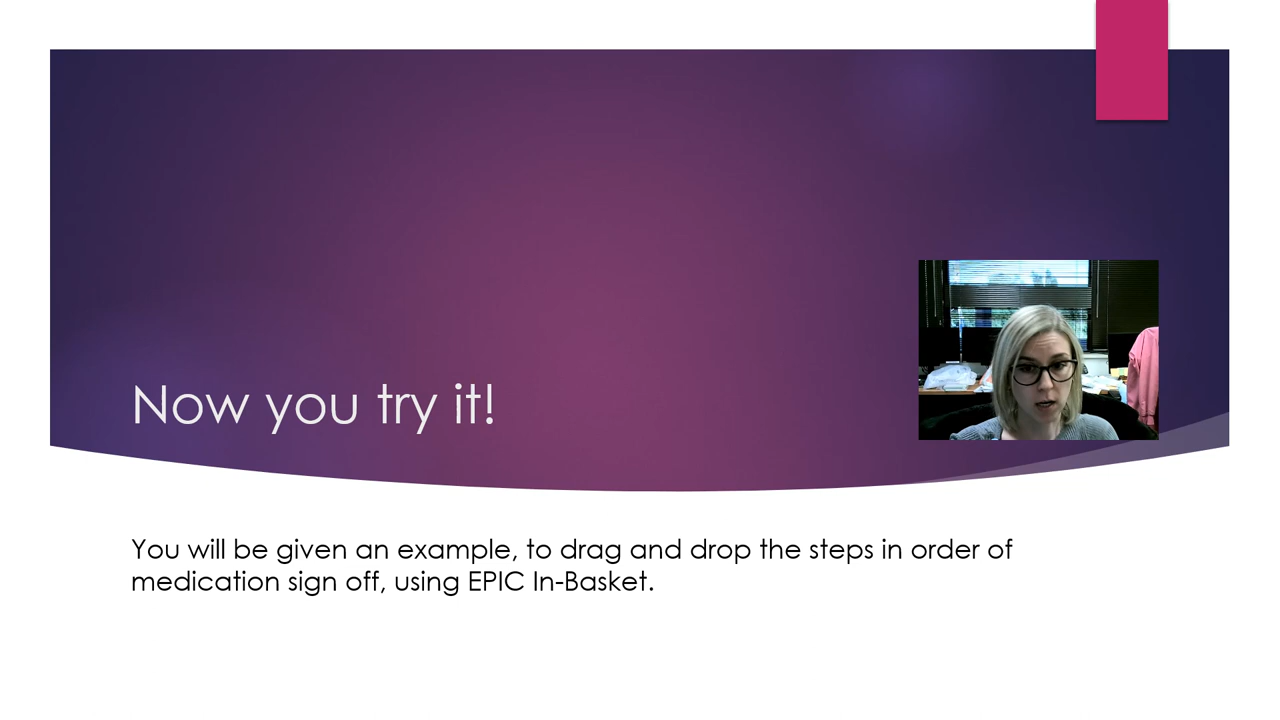 Now you try it!
You will be given an example, to drag and drop the steps in order of
medication sign off, using EPIC In-Basket.